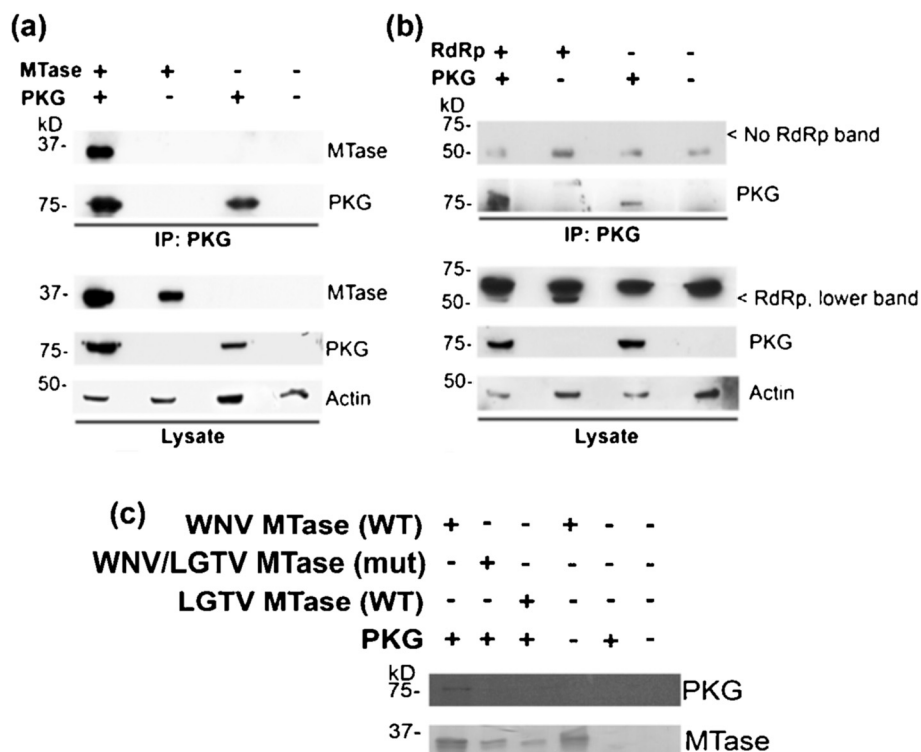 (a)
MTase + + - -
PKG + - + -
kD
37- MTase
75- PKG
IP: PKG
37- MTase
75- PKG
50- Actin
Lysate
(b)
RdRp + + - -
PKG + - + -
kD
75- < No RdRp band
50-
75- PKG
IP: PKG
75-
50- < RdRp, lower band
75- PKG
50- Actin
Lysate
(c)
WNV MTase (WT) + - - + - -
WNV/LGTV MTase (mut) - + - - - -
LGTV MTase (WT) - - + - - -
PKG + + + - + -
kD
75- PKG
37- MTase